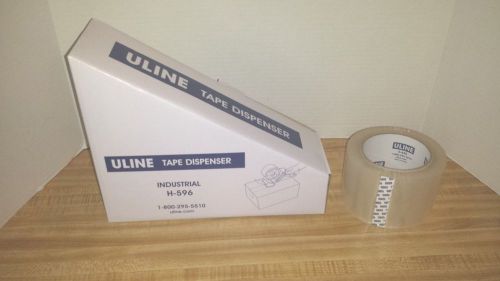 ULINE TAPE DISPENSER
ULINE TAPE DISPENSER
INDUSTRIAL
H-596
1-800-295-5510
uline.com
ULINE